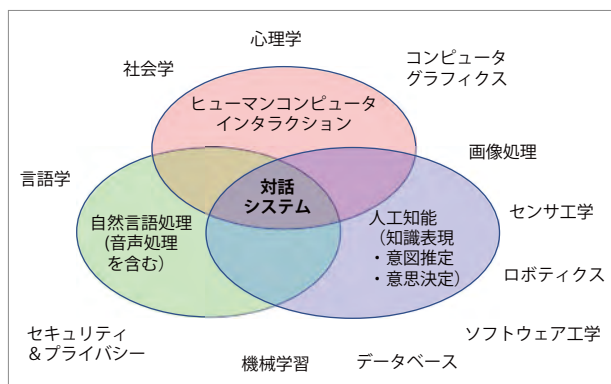 心理学
社会学
コンピュータ
グラフィクス
ヒューマンコンピュータ
インタラクション
画像処理
言語学
対話
システム
自然言語処理
(音声処理
を含む）
人工知能
（知識表現
・意図推定
・意思決定）
センサ工学
ロボティクス
ソフトウェア工学
セキュリティ
＆プライバシー
機械学習
データベース